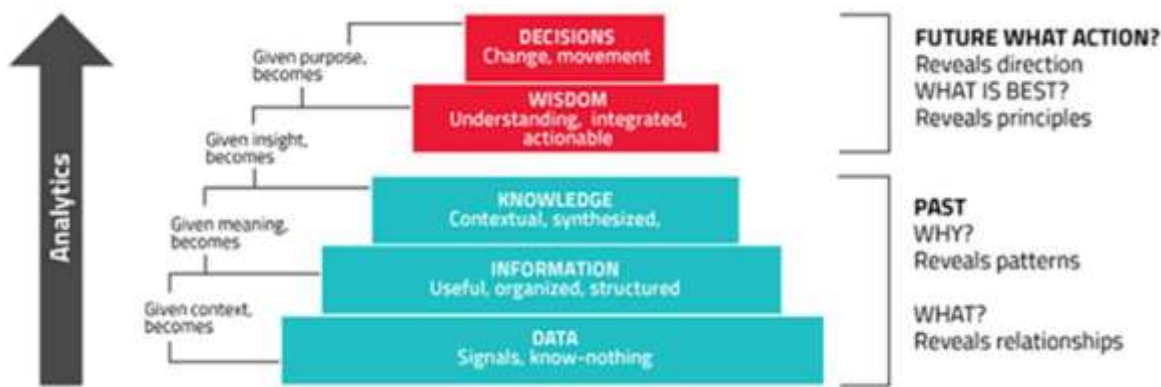 Analytics
Given purpose,
becomes
Given insight,
becomes
Given meaning,
becomes
Given context,
becomes
DECISIONS
Change, movement
WISDOM
Understanding, integrated,
actionable
KNOWLEDGE
Contextual, synthesized,
INFORMATION
Useful, organized, structured
DATA
Signals, know-nothing
FUTURE WHAT ACTION?
Reveals direction
WHAT IS BEST?
Reveals principles
PAST
WHY?
Reveals patterns
WHAT?
Reveals relationships